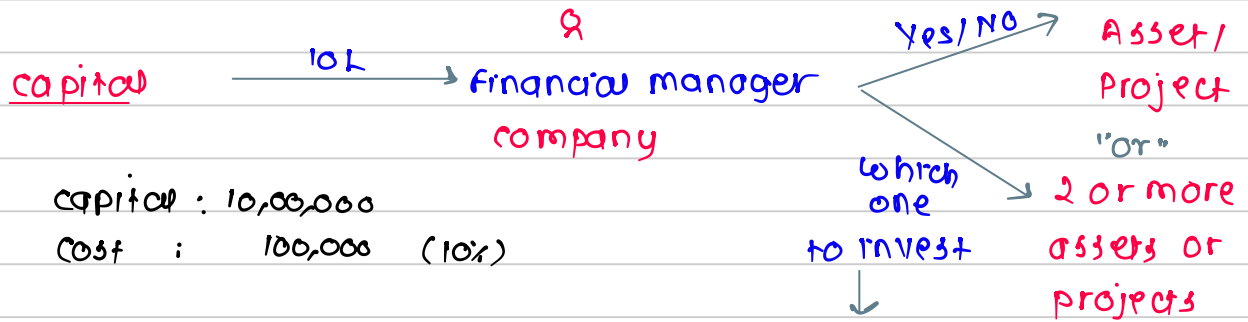 Capital
10L
Financial manager
company
Yes/NO
Asset/
Project
"or"
2 or more
assets or
projects
which
one
to invest
capital : 10,00,000
cost : 100,000 (10%)